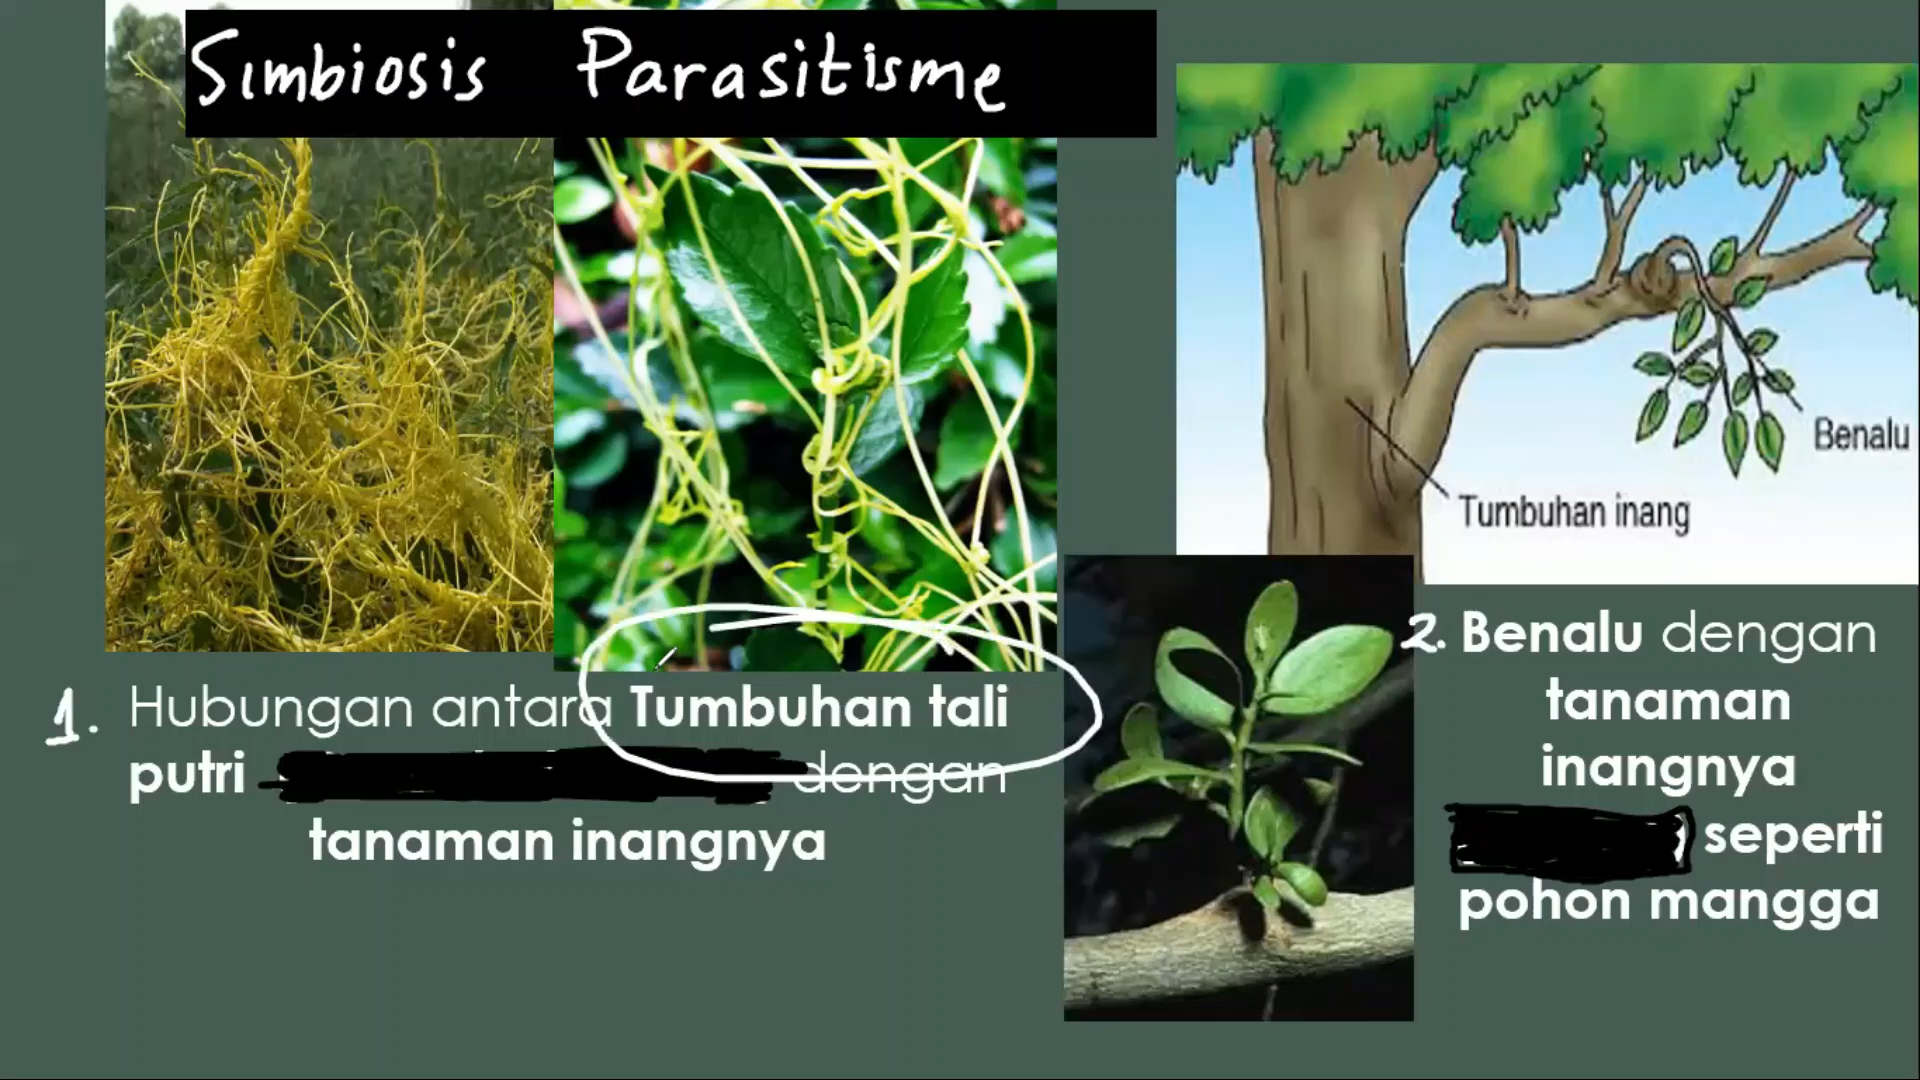 Simbiosis Parasitisme
Benalu
Tumbuhan inang
1. Hubungan antara Tumbuhan tali
putri dengan
tanaman inangnya
2. Benalu dengan
tanaman
inangnya
seperti
pohon mangga